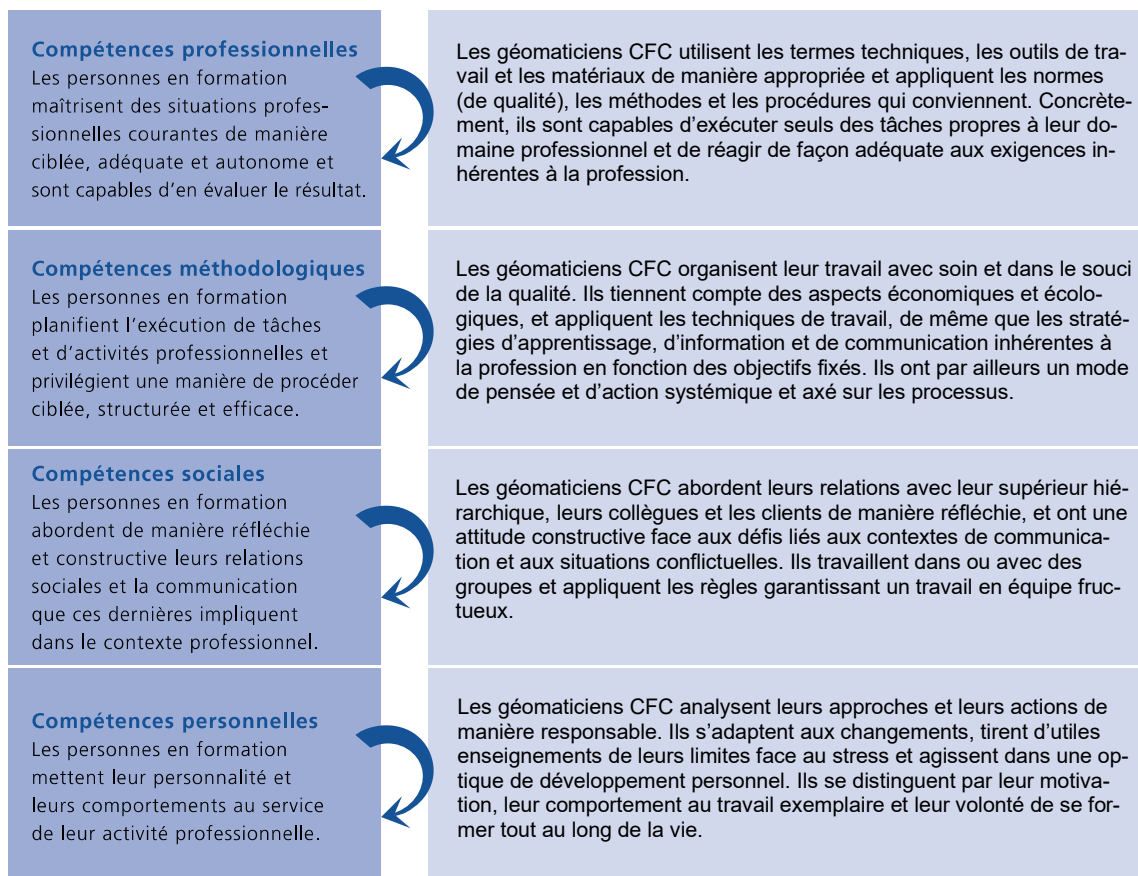 Compétences professionnelles
Les personnes en formation
maîtrisent des situations profes-
sionnelles courantes de manière
ciblée, adéquate et autonome et
sont capables d'en évaluer le résultat.
Les géomaticiens CFC utilisent les termes techniques, les outils de tra-
vail et les matériaux de manière appropriée et appliquent les normes
(de qualité), les méthodes et les procédures qui conviennent. Concrète-
ment, ils sont capables d'exécuter seuls des tâches propres à leur do-
maine professionnel et de réagir de façon adéquate aux exigences in-
hérentes à la profession.
Compétences méthodologiques
Les personnes en formation
planifient l'exécution de tâches
et d'activités professionnelles et
privilégient une manière de procéder
ciblée, structurée et efficace.
Les géomaticiens CFC organisent leur travail avec soin et dans le souci
de la qualité. Ils tiennent compte des aspects économiques et écolo-
giques, et appliquent les techniques de travail, de même que les straté-
gies d'apprentissage, d'information et de communication inhérentes à
la profession en fonction des objectifs fixés. Ils ont par ailleurs un mode
de pensée et d'action systémique et axé sur les processus.
Compétences sociales
Les personnes en formation
abordent de manière réfléchie
et constructive leurs relations
sociales et la communication
que ces dernières impliquent
dans le contexte professionnel.
Les géomaticiens CFC abordent leurs relations avec leur supérieur hié-
rarchique, leurs collègues et les clients de manière réfléchie, et ont une
attitude constructive face aux défis liés aux contextes de communica-
tion et aux situations conflictuelles. Ils travaillent dans ou avec des
groupes et appliquent les règles garantissant un travail en équipe fruc-
tueux.
Compétences personnelles
Les personnes en formation
mettent leur personnalité et
leurs comportements au service
de leur activité professionnelle.
Les géomaticiens CFC analysent leurs approches et leurs actions de
manière responsable. Ils s'adaptent aux changements, tirent d'utiles
enseignements de leurs limites face au stress et agissent dans une op-
tique de développement personnel. Ils se distinguent par leur motiva-
tion, leur comportement au travail exemplaire et leur volonté de se for-
mer tout au long de la vie.